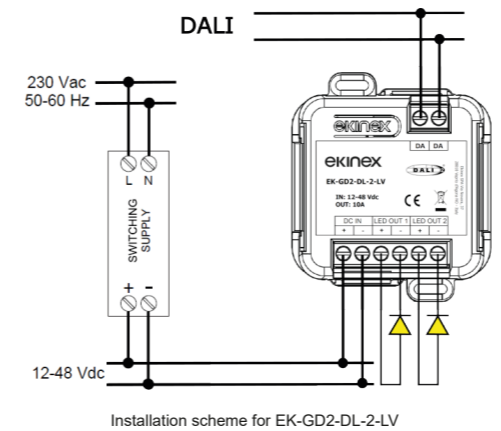 DALI
230 Vac
50-60 Hz
L N
SWITCHING
SUPPLY
+ -
12-48 Vdc
ekinex
DA DA
ekinex
DALI
EK-GD2-DL-2-LV
IN: 12-48 Vdc
OUT: 10A
CE
DC IN LED OUT 1 LED OUT 2
+ - + - + -
Installation scheme for EK-GD2-DL-2-LV